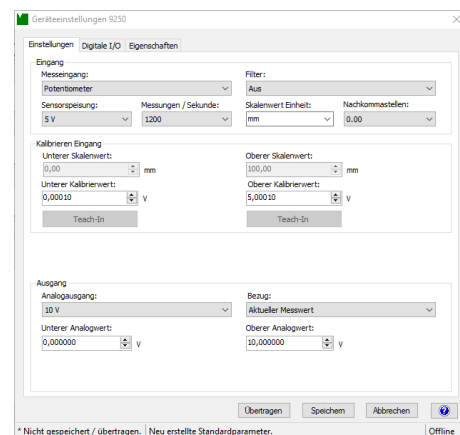 Geräteeinstellungen 9250
Einstellungen Digitale I/O Eigenschaften
Eingang
Messeingang: Filter:
Potentiometer Aus
Sensorspeisung: Messungen / Sekunde: Skalenwert Einheit: Nachkommastellen:
5 V 1200 mm 0.00
Kalibrieren Eingang
Unterer Skalenwert: Oberer Skalenwert:
0,00 mm 100,00 mm
Unterer Kalibrierwert: Oberer Kalibrierwert:
0,00010 V 5,00010 V
Teach-In Teach-In
Ausgang
Analogausgang: Bezug:
10 V Aktueller Messwert
Unterer Analogwert: Oberer Analogwert:
0,000000 V 10,000000 V
Übertragen Speichern Abbrechen ?
* Nicht gespeichert / übertragen. Neu erstellte Standardparameter. Offline